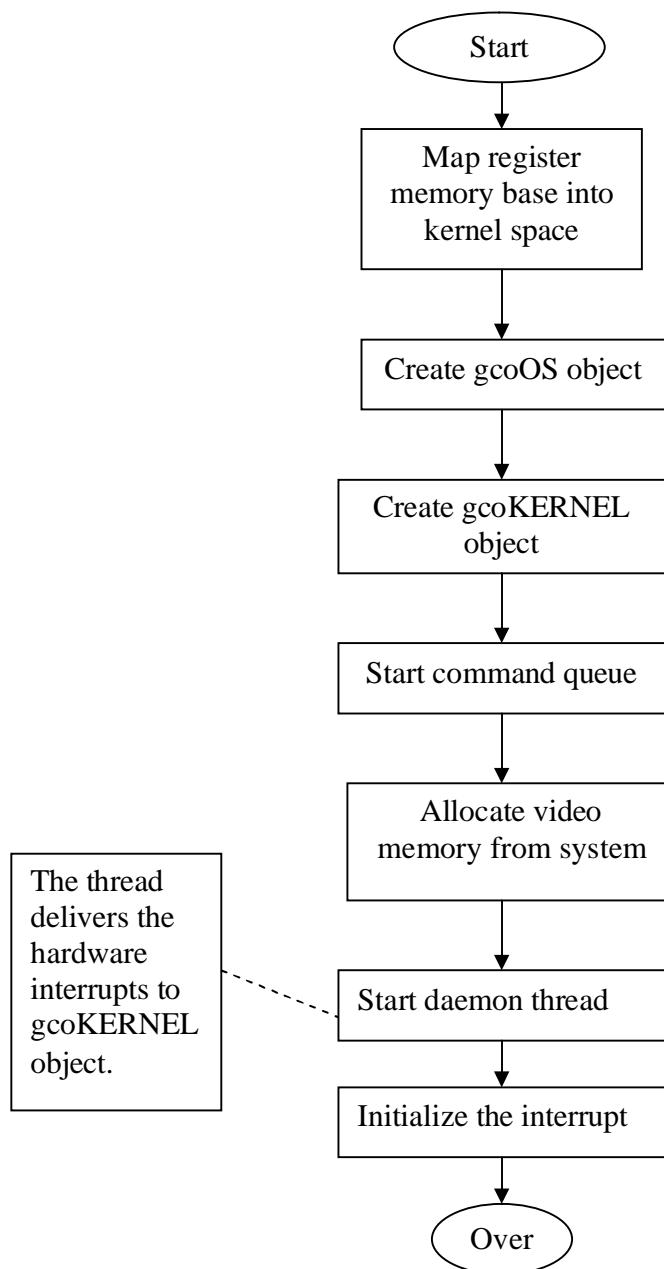 Start
Map register
memory base into
kernel space
Create gcoOS object
Create gcoKERNEL
object
Start command queue
Allocate video
memory from system
The thread
delivers the
hardware
interrupts to
gcoKERNEL
object.
Start daemon thread
Initialize the interrupt
Over